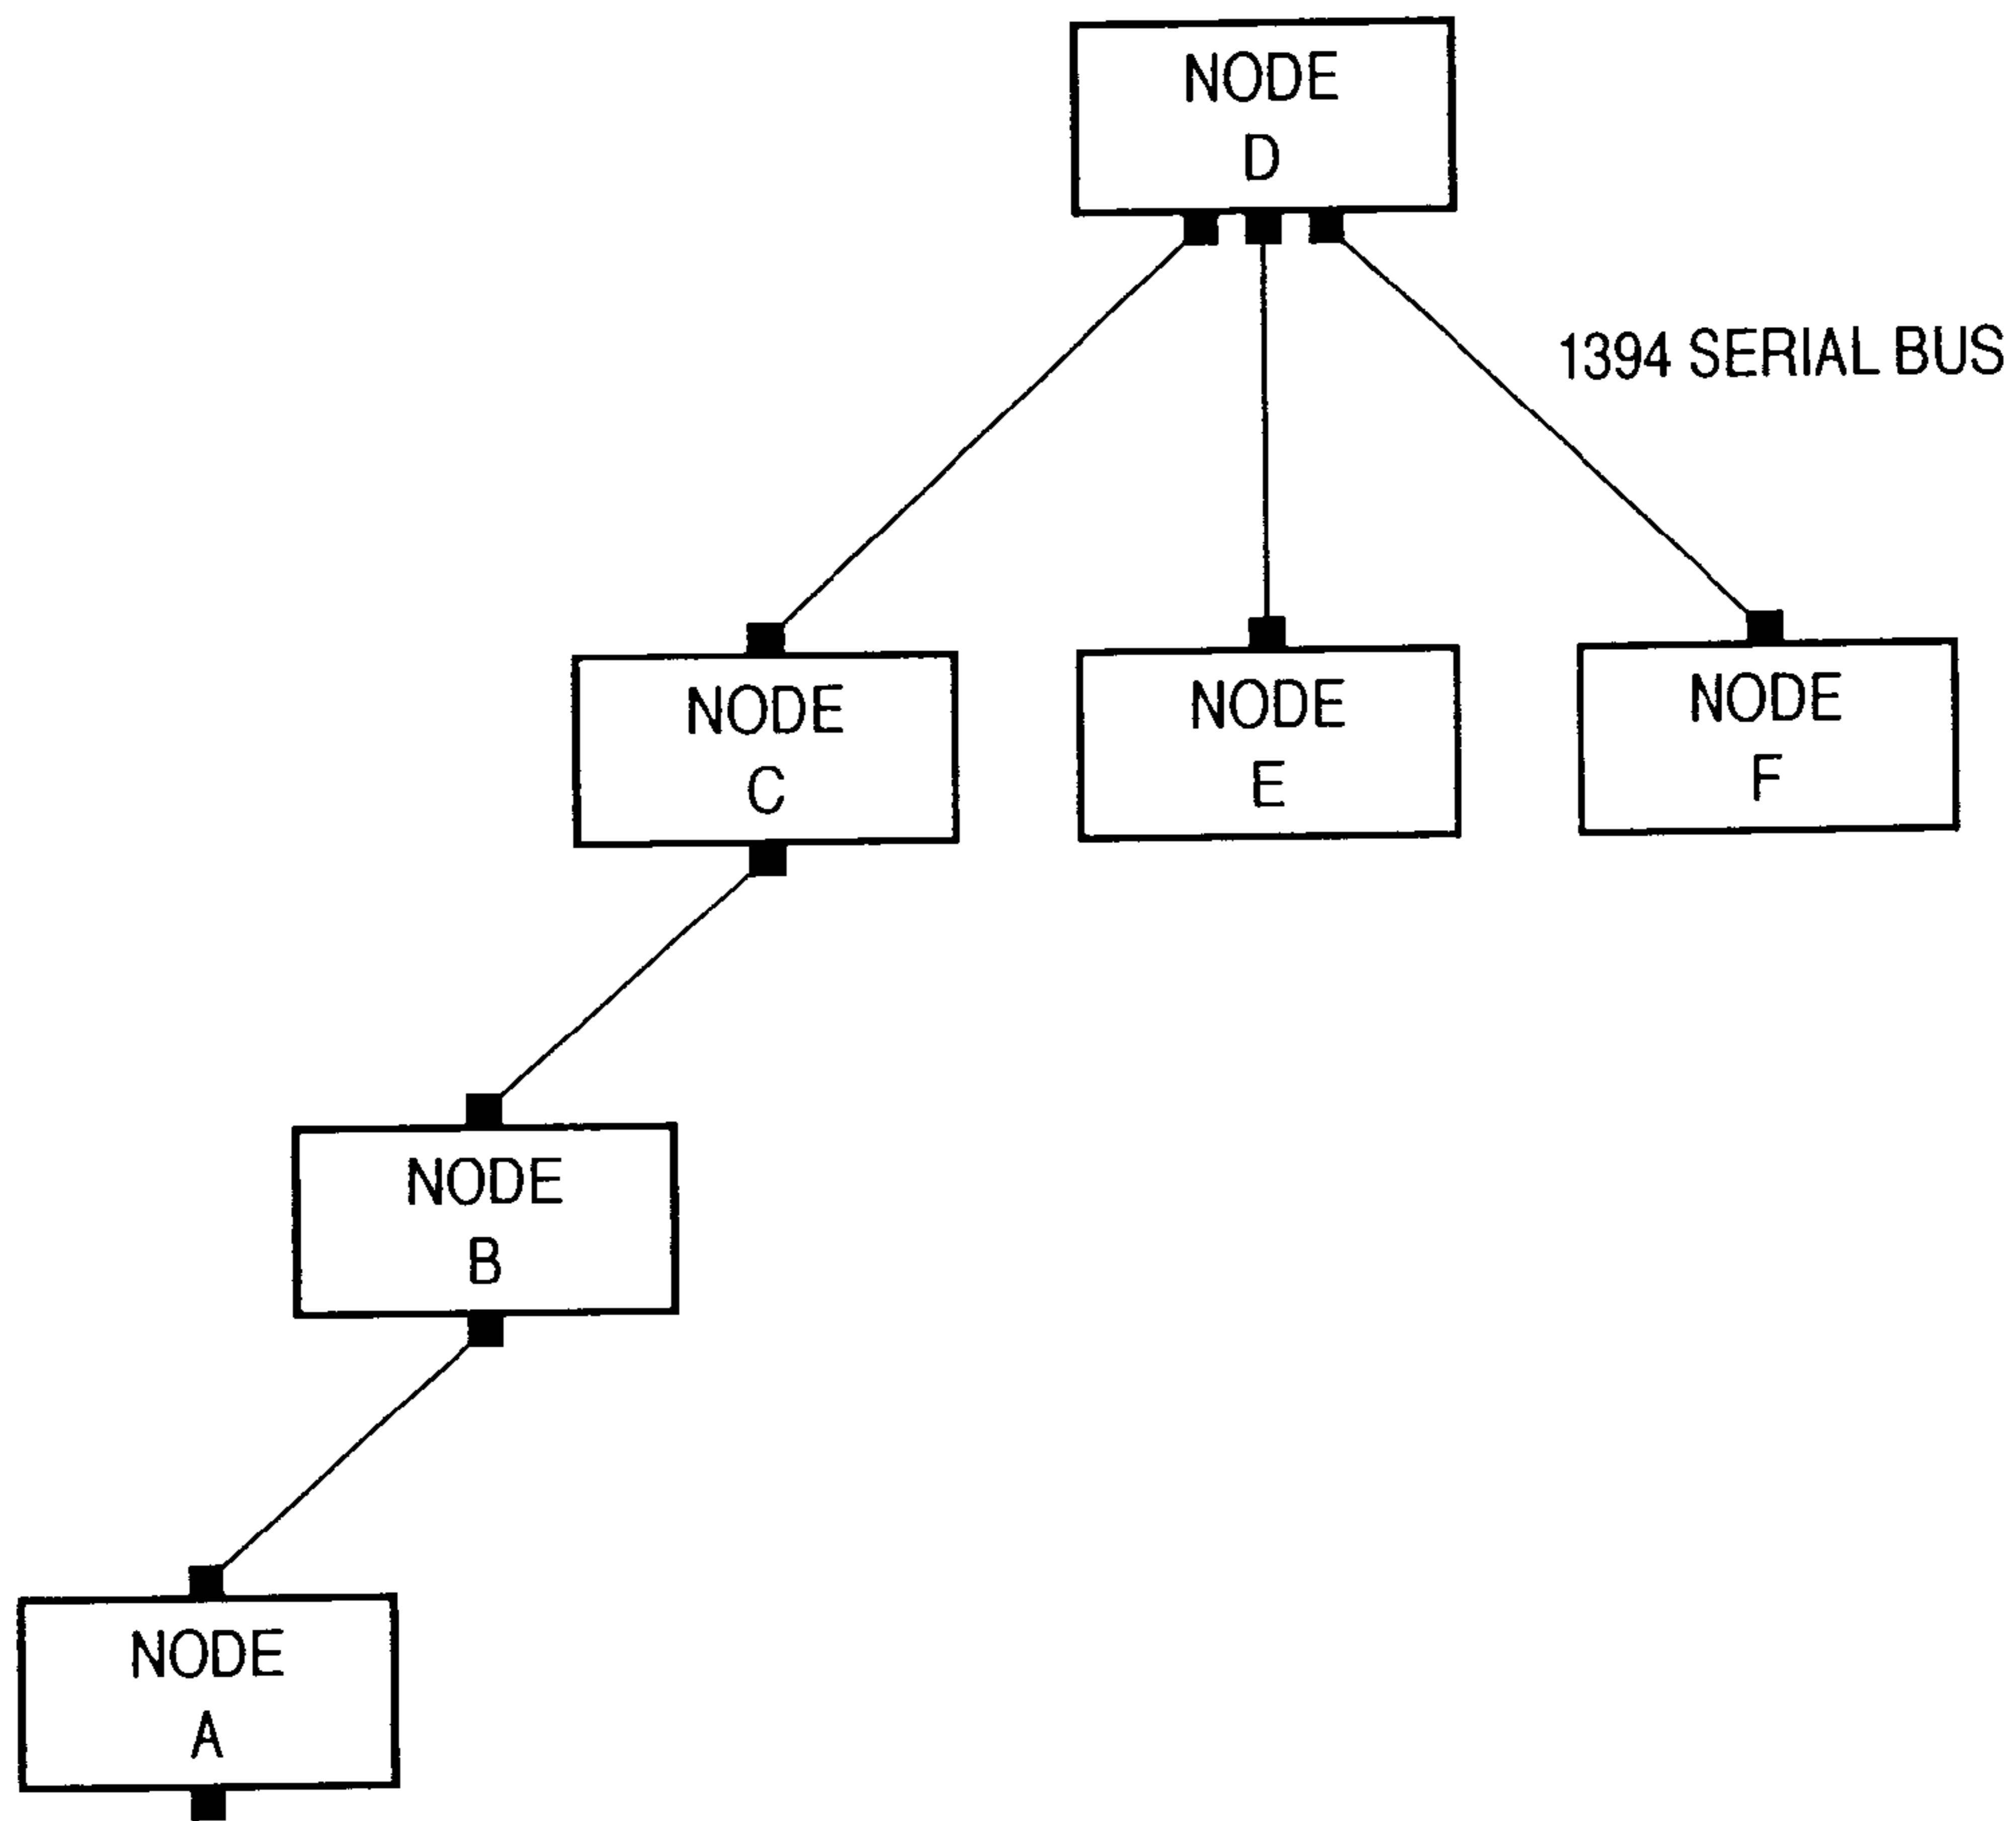 NODE
D
1394 SERIAL BUS
NODE
C
NODE
E
NODE
F
NODE
B
NODE
A